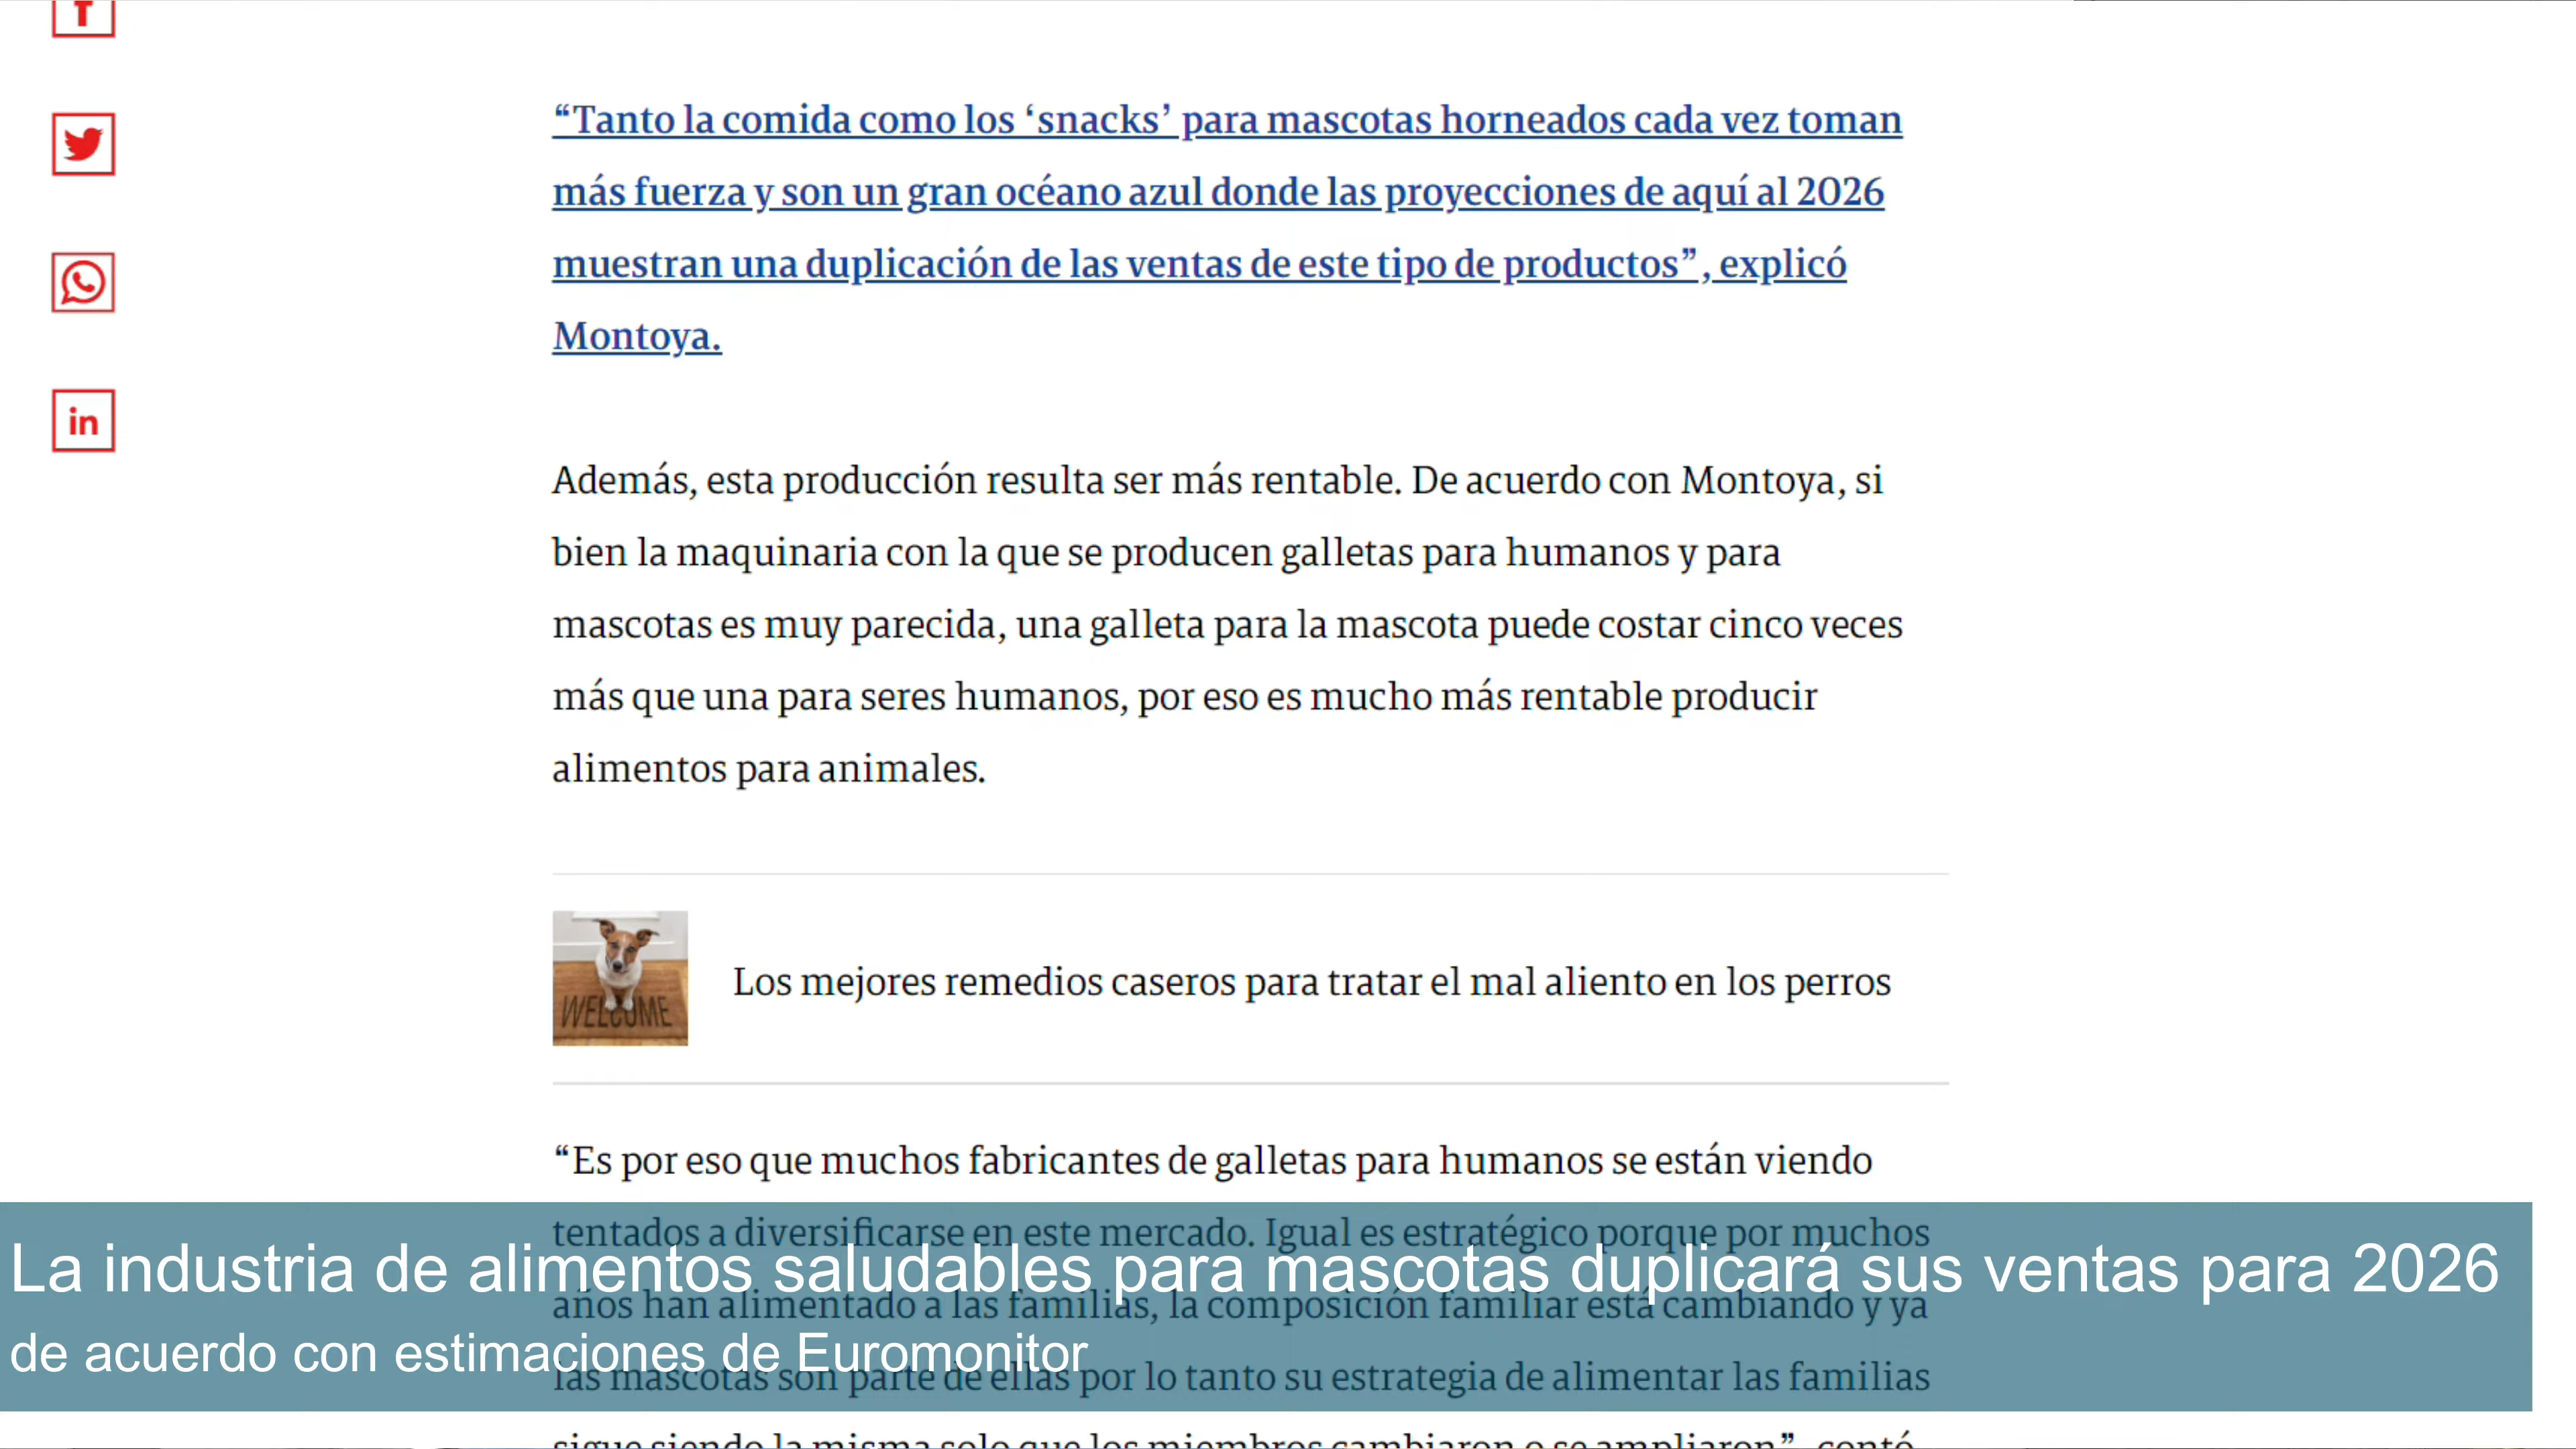 “Tanto la comida como los ‘snacks’ para mascotas horneados cada vez toman
más fuerza y son un gran océano azul donde las proyecciones de aquí al 2026
muestran una duplicación de las ventas de este tipo de productos”, explicó
Montoya.
in
Además, esta producción resulta ser más rentable. De acuerdo con Montoya, si
bien la maquinaria con la que se producen galletas para humanos y para
mascotas es muy parecida, una galleta para la mascota puede costar cinco veces
más que una para seres humanos, por eso es mucho más rentable producir
alimentos para animales.
WELCOME
Los mejores remedios caseros para tratar el mal aliento en los perros
“Es por eso que muchos fabricantes de galletas para humanos se están viendo
tentados a diversificarse en este mercado. Igual es estratégico porque por muchos
La industria de alimentos saludables para mascotas duplicará sus ventas para 2026
años han alimentado a las familias, la composición familiar está cambiando y ya
de acuerdo con estimaciones de Euromonitor
las mascotas son parte de ellas por lo tanto su estrategia de alimentar las familias
sigue siendo la misma solo que los miembros cambiaron o se ampliaron”, contó